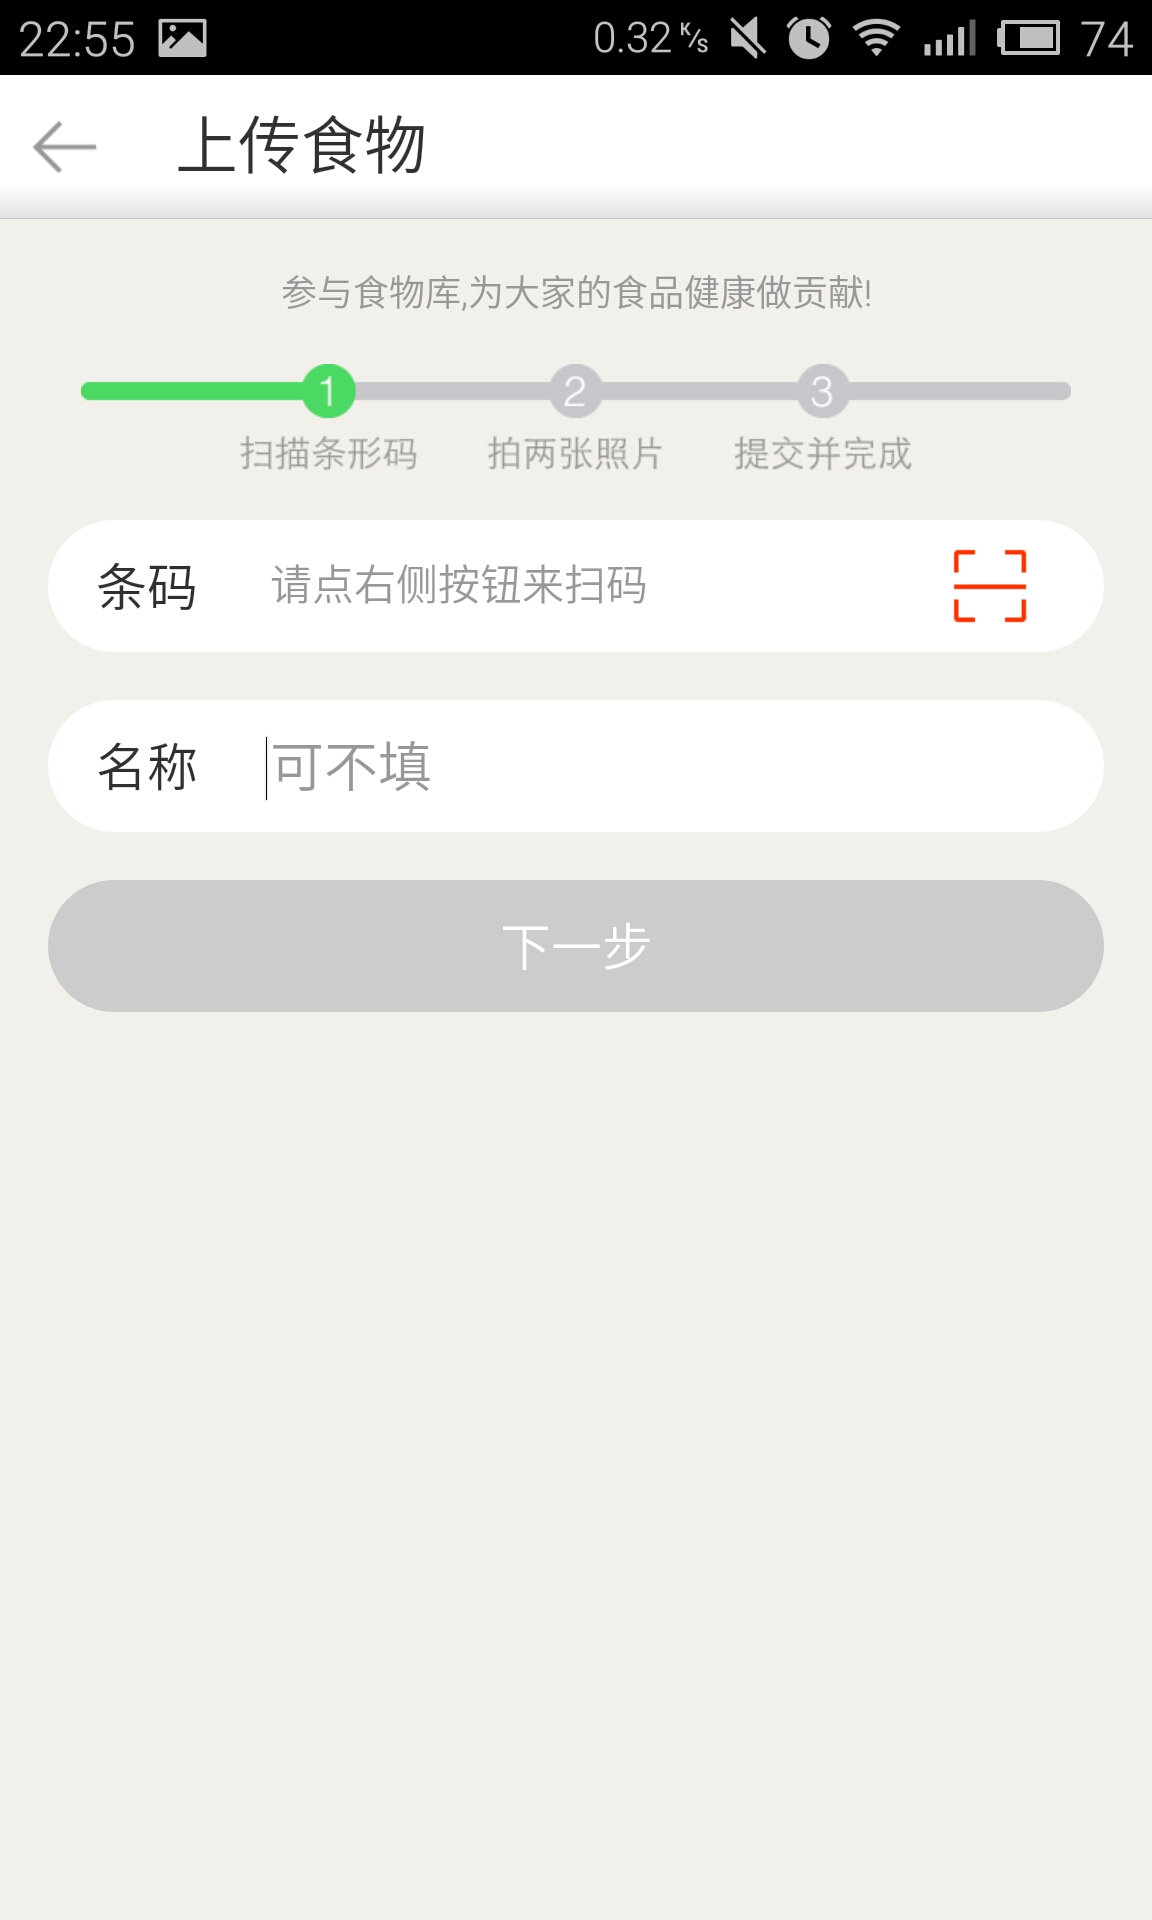 22:55 0.32 K/s 74
上传食物
参与食物库,为大家的食品健康做贡献!
1 2 3
扫描条形码 拍两张照片 提交并完成
条码 请点右侧按钮来扫码
名称 可不填
下一步